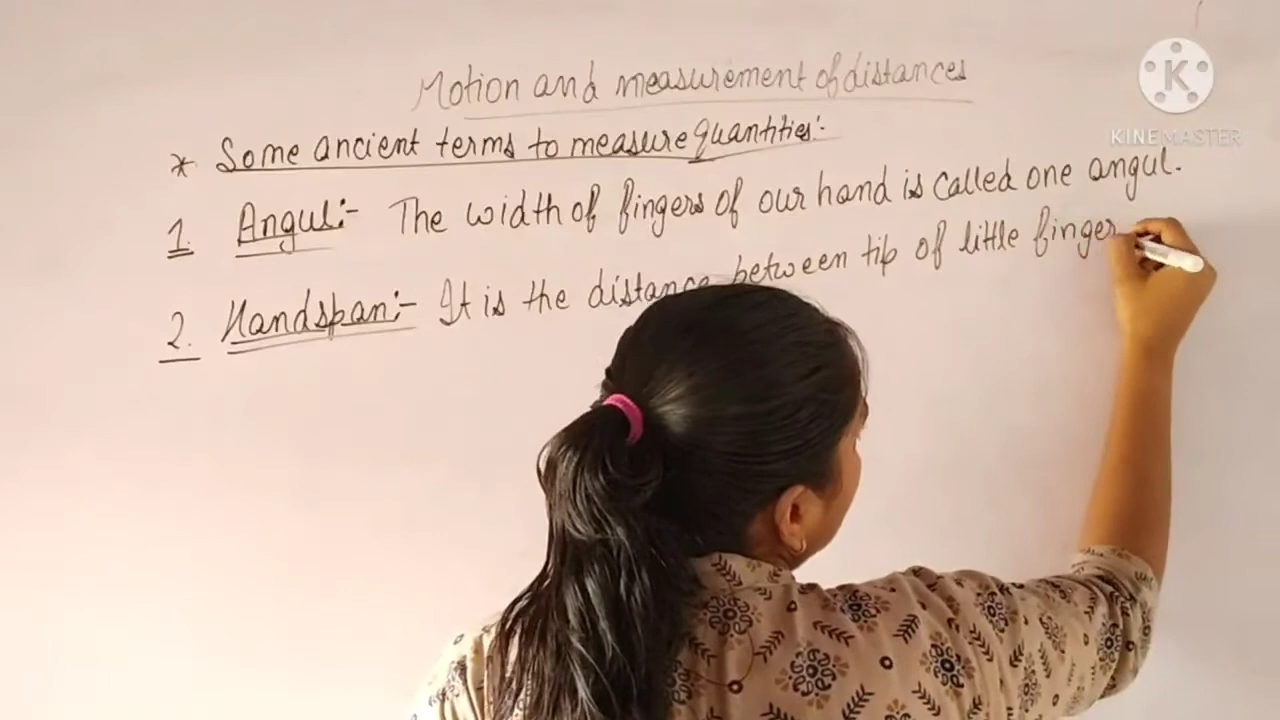 Motion and measurement of distances
* Some ancient terms to measure quantities:-
1. Angul:- The width of fingers of our hand is called one angul.
2. Handspan:- It is the distance between tip of little finger
K
KINEMASTER